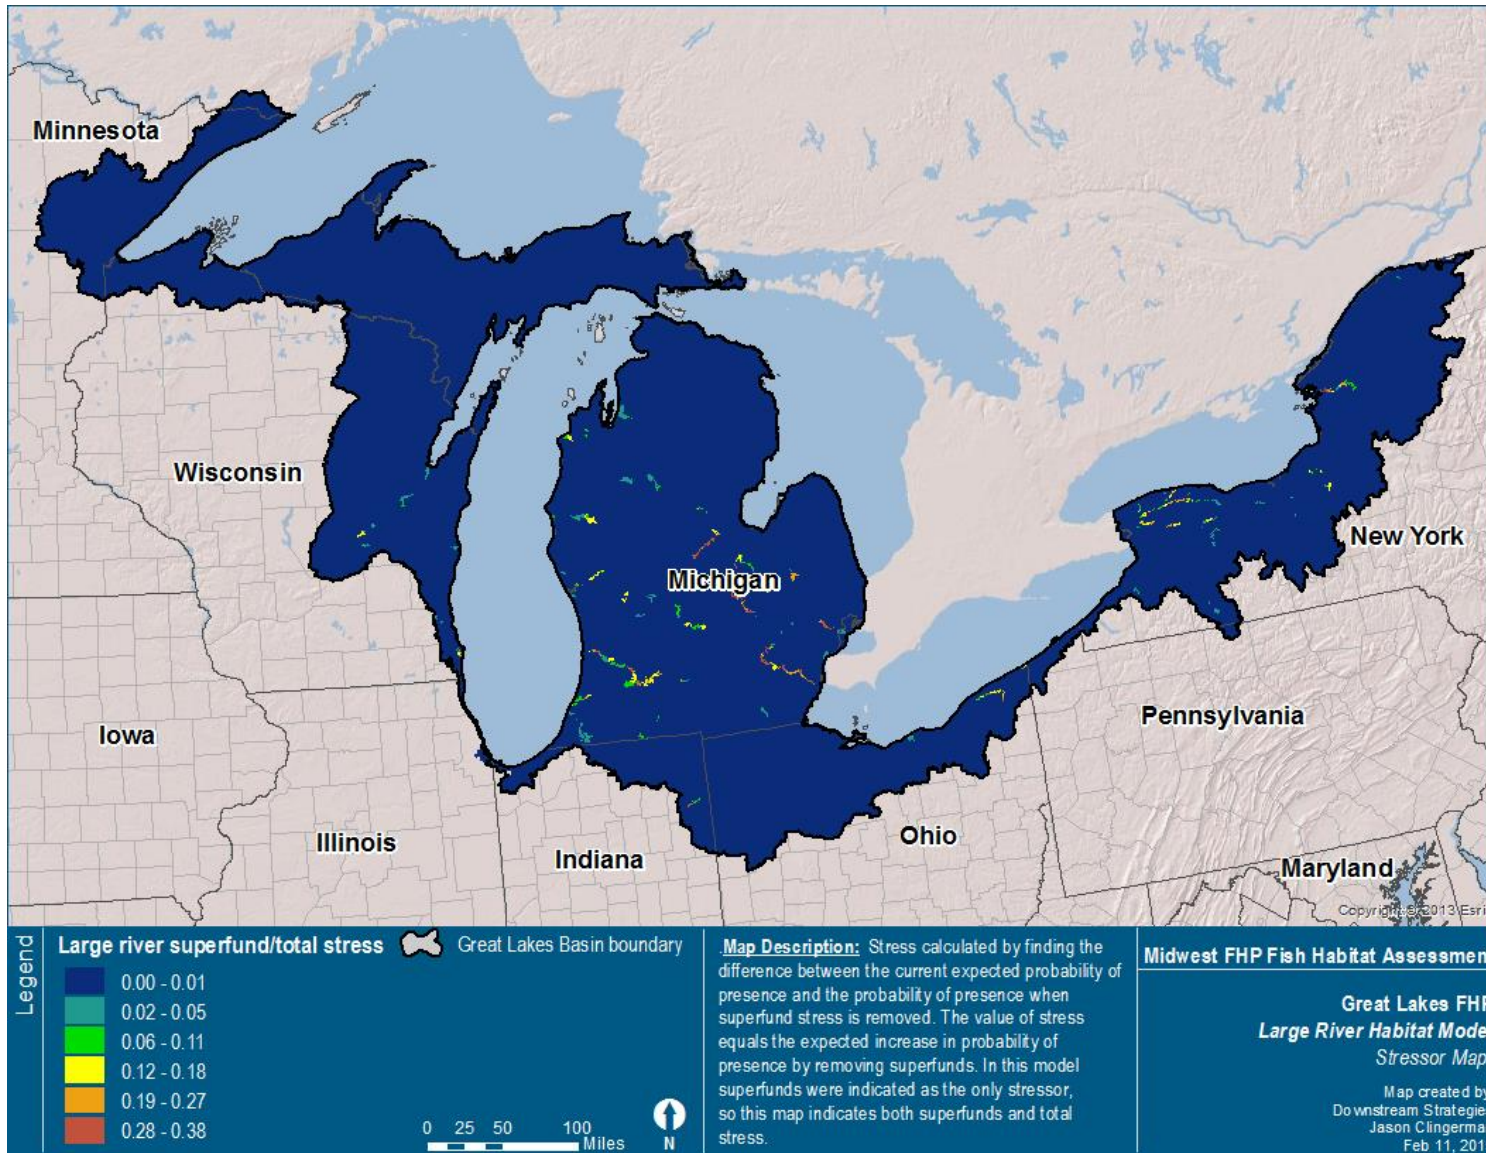 Minnesota
Wisconsin
Michigan
New York
Iowa
Pennsylvania
Illinois
Indiana
Ohio
Maryland
Copyright:© 2013 Esri
Legend
Large river superfund/total stress
Great Lakes Basin boundary
0.00 - 0.01
0.02 - 0.05
0.06 - 0.11
0.12 - 0.18
0.19 - 0.27
0.28 - 0.38
0 25 50 100
Miles
N
Map Description: Stress calculated by finding the
difference between the current expected probability of
presence and the probability of presence when
superfund stress is removed. The value of stress
equals the expected increase in probability of
presence by removing superfunds. In this model
superfunds were indicated as the only stressor,
so this map indicates both superfunds and total
stress.
Midwest FHP Fish Habitat Assessmen
Great Lakes FHP
Large River Habitat Mode
Stressor Map
Map created by
Downstream Strategie
Jason Clingerma
Feb 11, 201